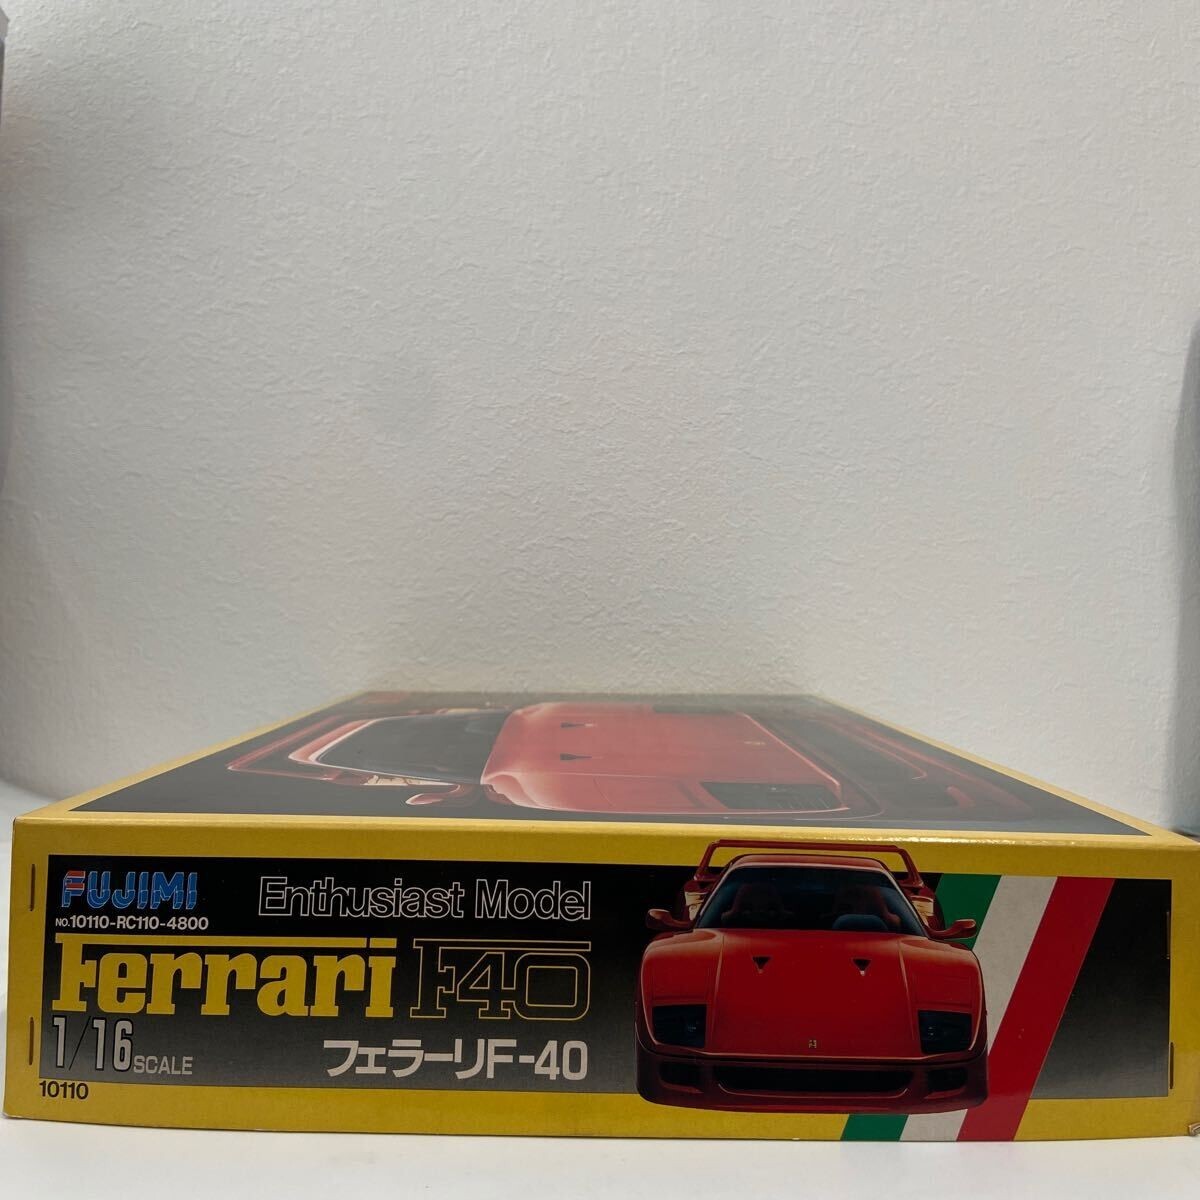 FUJIMI
NO.10110-RC110-4800
Enthusiast Model
Ferrari F40
1/16 SCALE
フェラーリF-40
10110